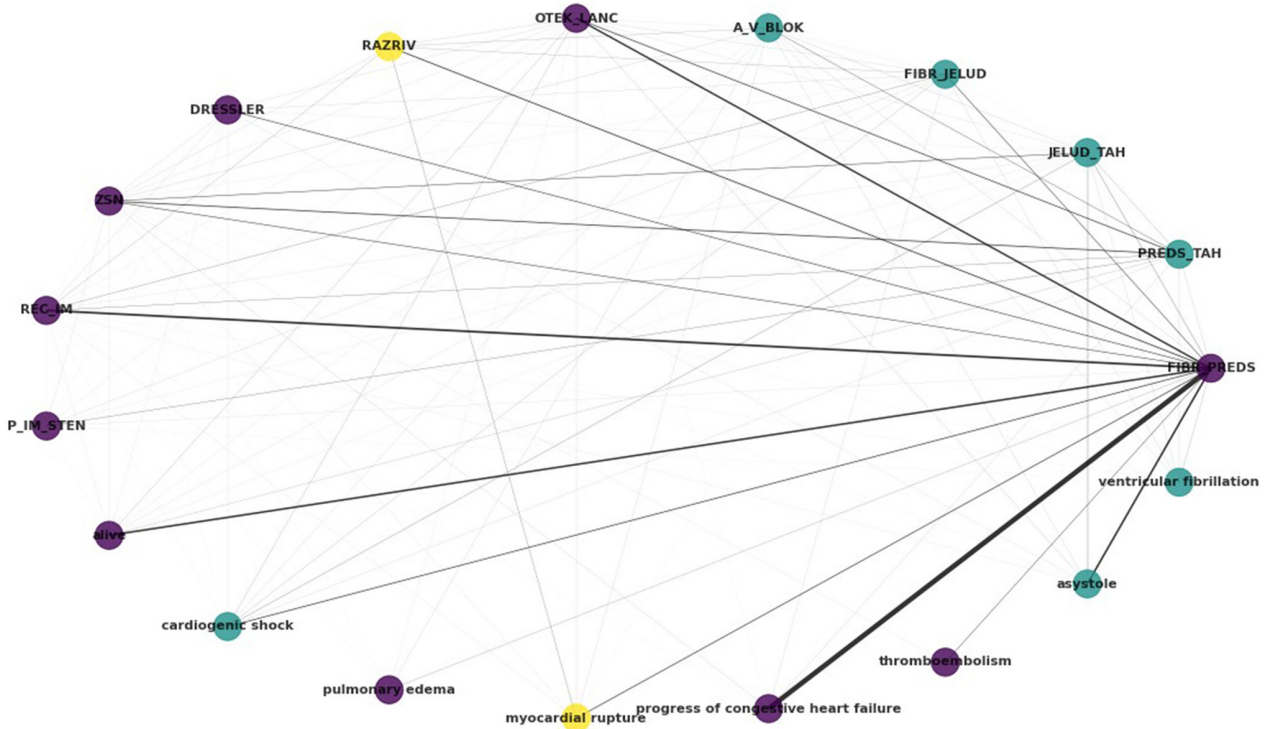 OTEK_LANC
A_V_BLOK
RAZRIV
FIBR_JELUD
DRESSLER
JELUD_TAH
ZSN
PREDS_TAH
REC_IM
FIBR_PREDS
P_IM_STEN
ventricular fibrillation
alive
asystole
cardiogenic shock
thromboembolism
pulmonary edema
progress of congestive heart failure
myocardial rupture